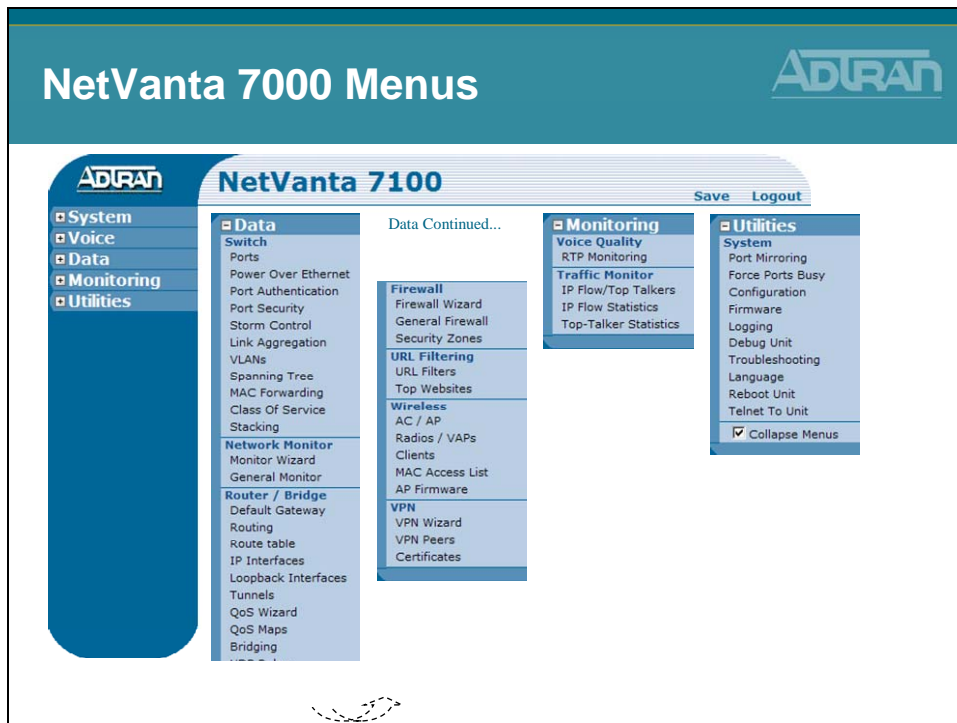 NetVanta 7000 Menus
ADTRAN
ADTRAN
NetVanta 7100
Save Logout
System
Voice
Data
Monitoring
Utilities
Data
Switch
Ports
Power Over Ethernet
Port Authentication
Port Security
Storm Control
Link Aggregation
VLANs
Spanning Tree
MAC Forwarding
Class Of Service
Stacking
Network Monitor
Monitor Wizard
General Monitor
Router / Bridge
Default Gateway
Routing
Route table
IP Interfaces
Loopback Interfaces
Tunnels
QoS Wizard
QoS Maps
Bridging
Data Continued...
Firewall
Firewall Wizard
General Firewall
Security Zones
URL Filtering
URL Filters
Top Websites
Wireless
AC / AP
Radios / VAPs
Clients
MAC Access List
AP Firmware
VPN
VPN Wizard
VPN Peers
Certificates
Monitoring
Voice Quality
RTP Monitoring
Traffic Monitor
IP Flow/Top Talkers
IP Flow Statistics
Top-Talker Statistics
Utilities
System
Port Mirroring
Force Ports Busy
Configuration
Firmware
Logging
Debug Unit
Troubleshooting
Language
Reboot Unit
Telnet To Unit
Collapse Menus